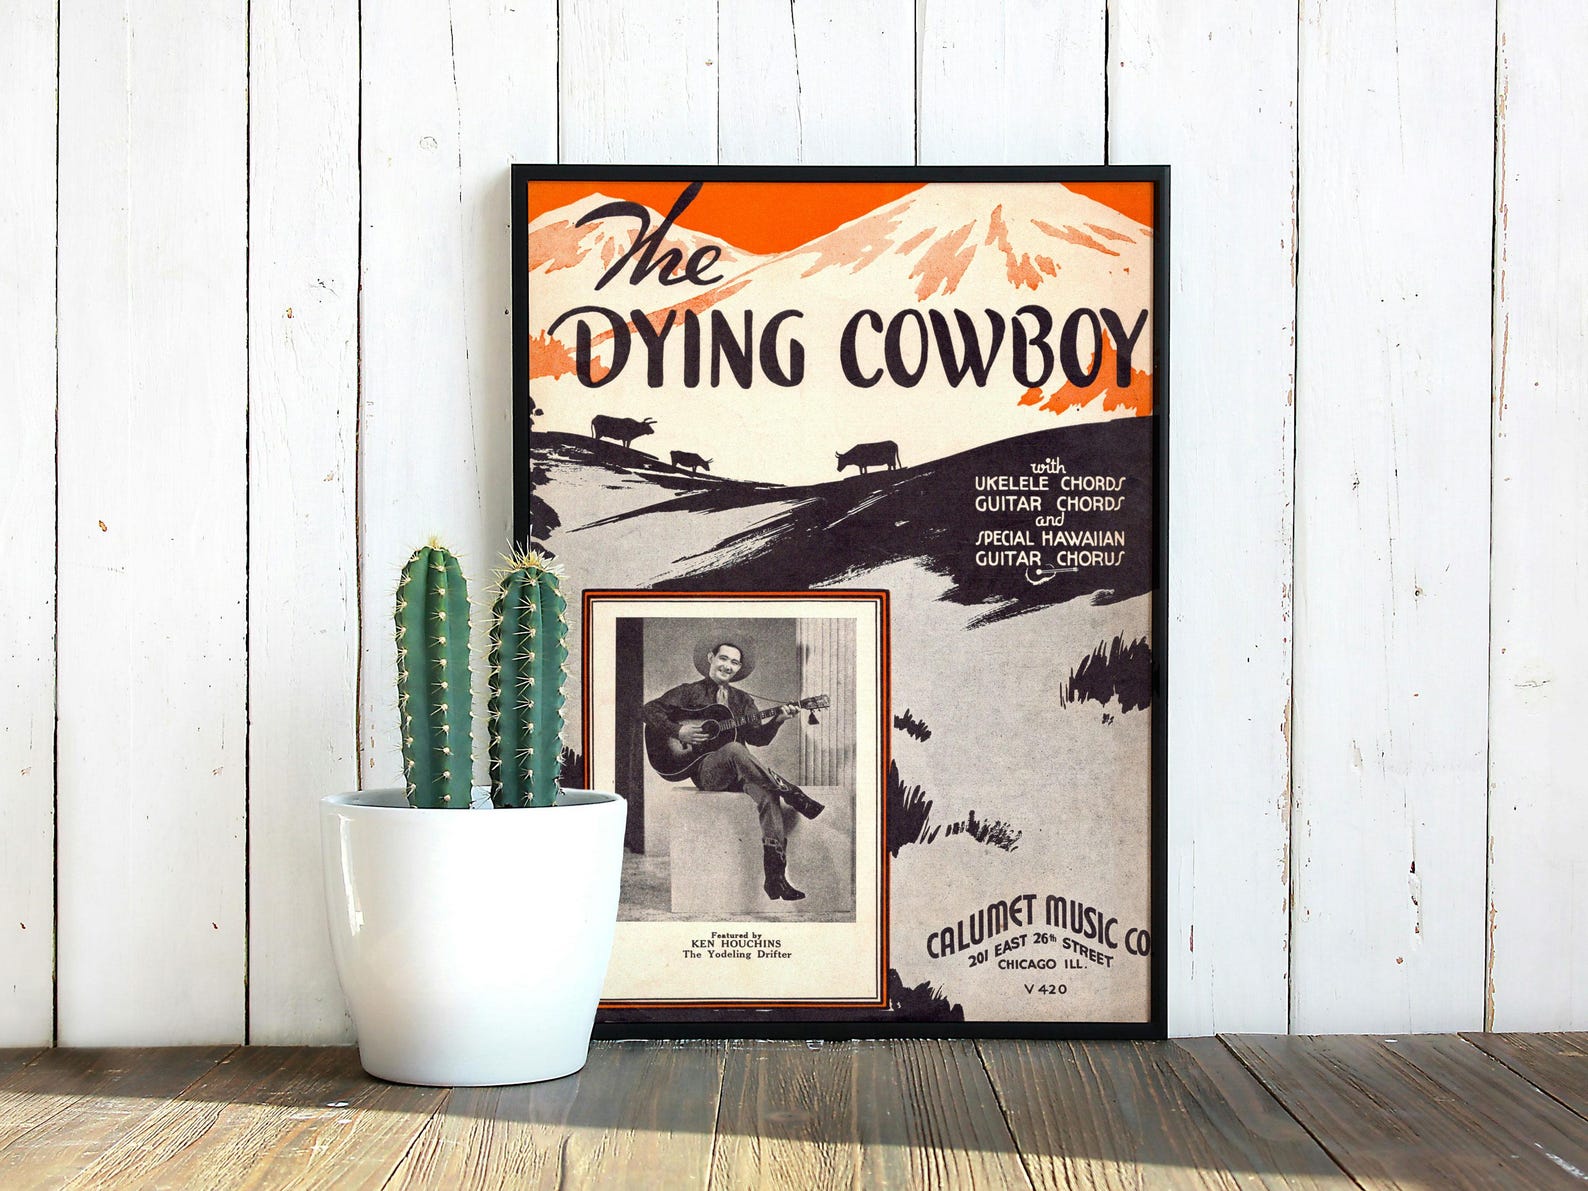 The
DYING COWBOY
with
UKELELE CHORDS
GUITAR CHORDS
and
SPECIAL HAWAIIAN
GUITAR CHORUS
Featured by
KEN HOUCHINS
The Yodeling Drifter
CALUMET MUSIC CO
201 EAST 26th STREET
CHICAGO ILL.
V 420